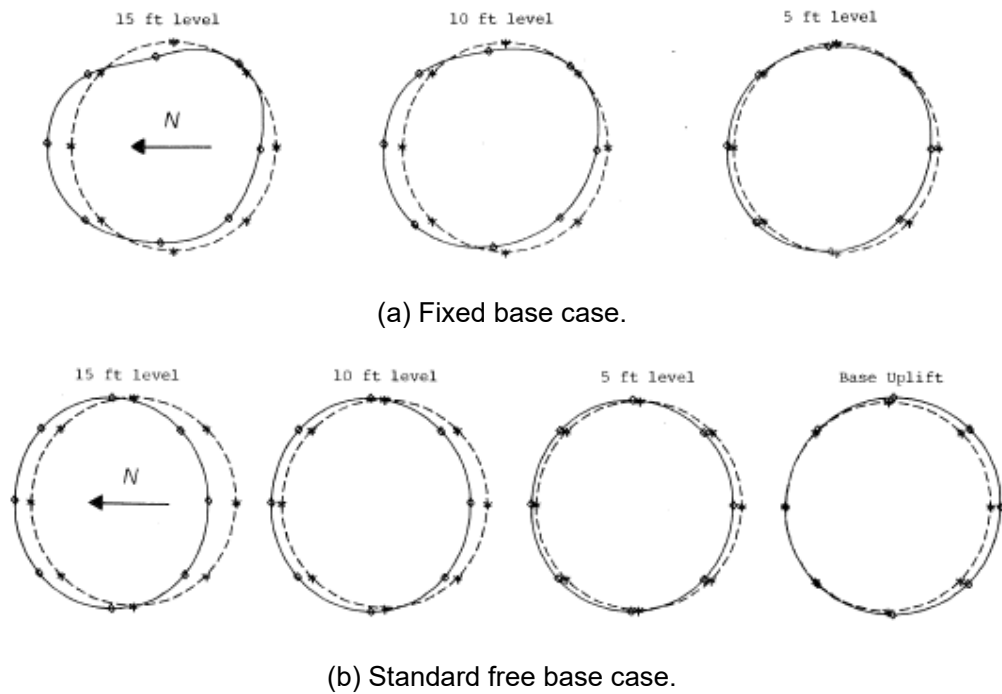 15 ft level 10 ft level 5 ft level
N
(a) Fixed base case.
15 ft level 10 ft level 5 ft level Base Uplift
N
(b) Standard free base case.